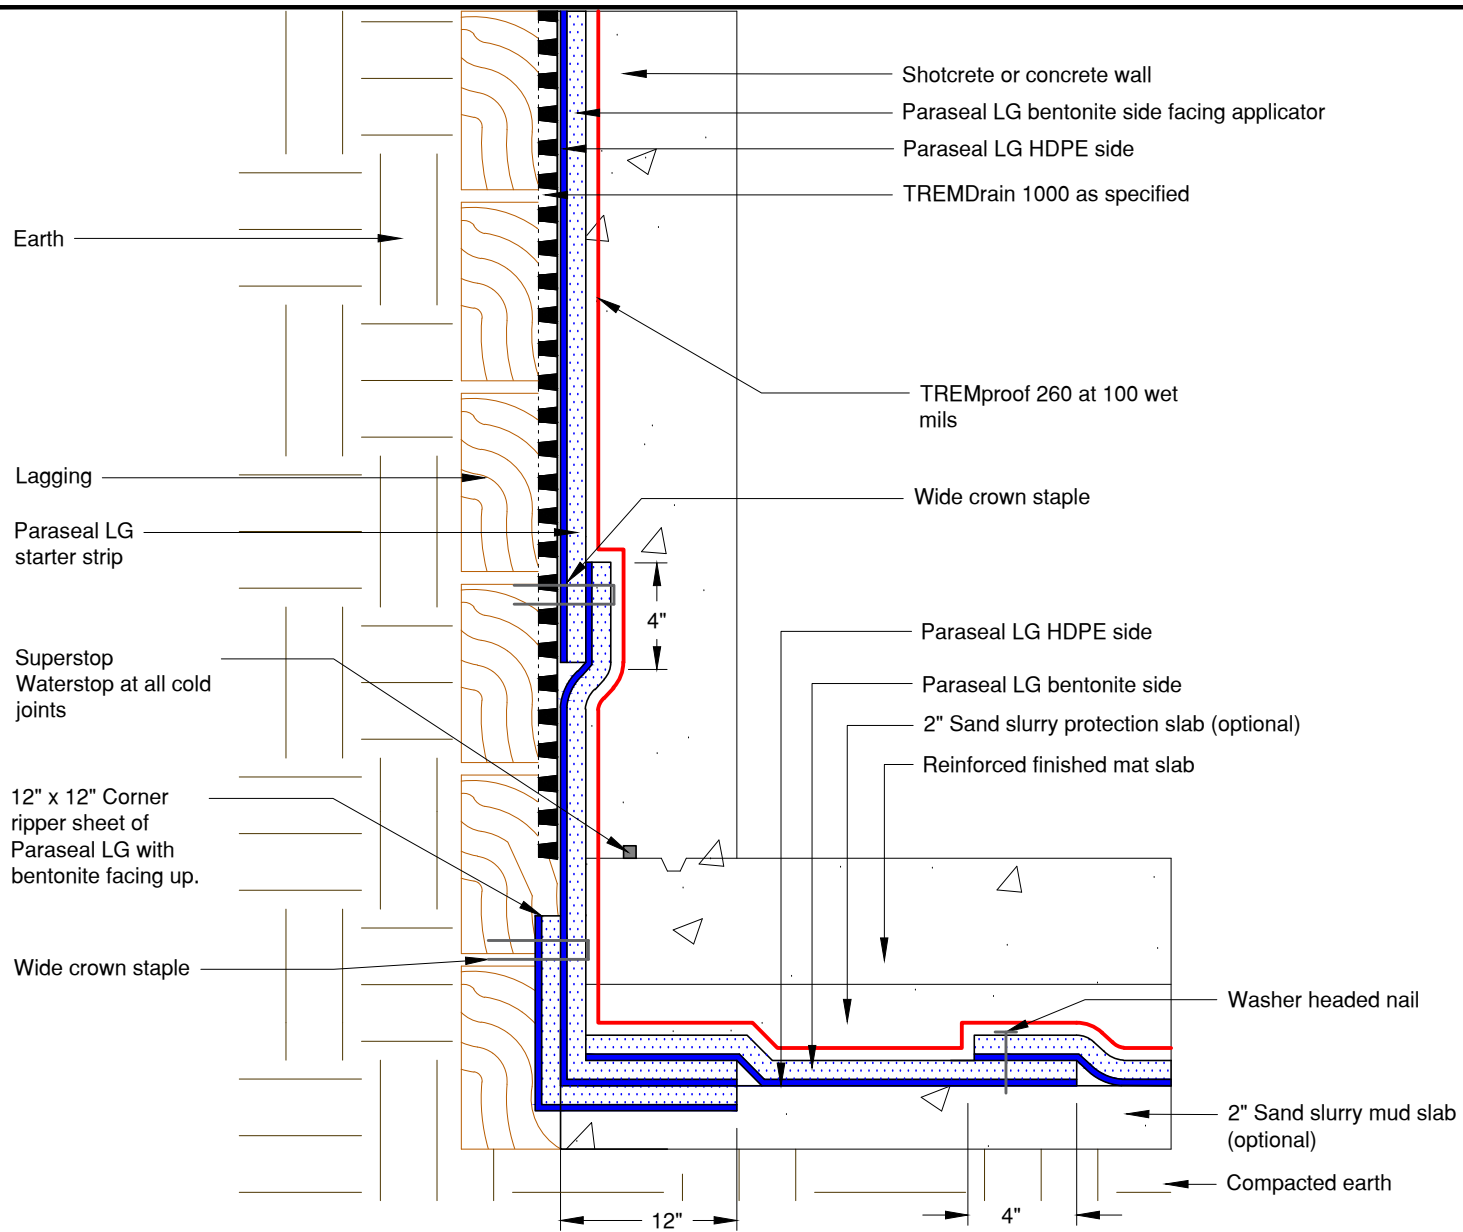 Shotcrete or concrete wall
Paraseal LG bentonite side facing applicator
Paraseal LG HDPE side
TREMDrain 1000 as specified
Earth
TREMproof 260 at 100 wet
mils
Lagging
Wide crown staple
Paraseal LG
starter strip
4"
Paraseal LG HDPE side
Superstop
Waterstop at all cold
joints
Paraseal LG bentonite side
2" Sand slurry protection slab (optional)
Reinforced finished mat slab
12" x 12" Corner
ripper sheet of
Paraseal LG with
bentonite facing up.
Wide crown staple
Washer headed nail
2" Sand slurry mud slab
(optional)
Compacted earth
12"
4"